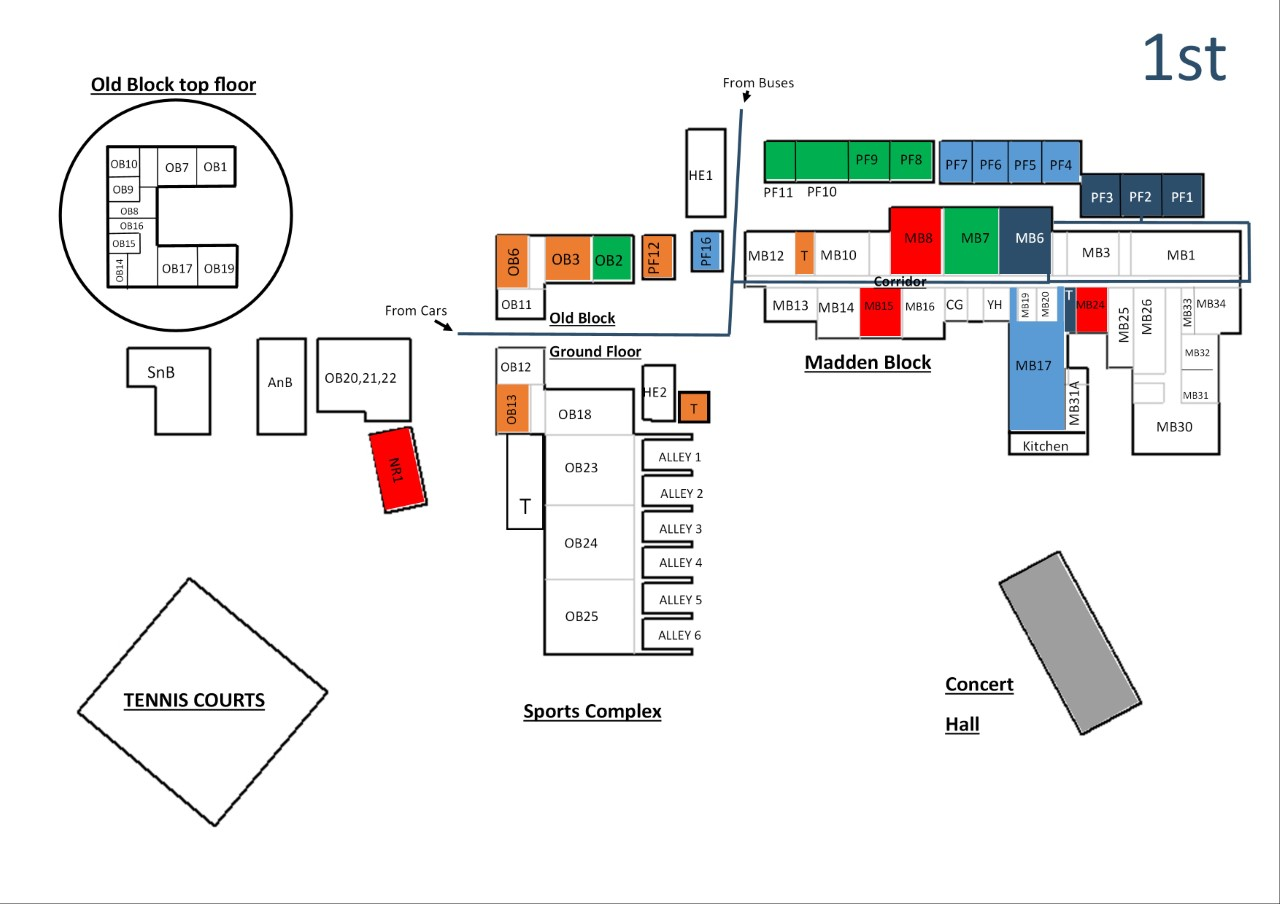 1st
Old Block top floor
From Buses
OB10
OB7
OB1
OB9
OB8
OB16
OB15
OB14
OB17
OB19
HE1
PF11
PF10
PF9
PF8
PF7
PF6
PF5
PF4
PF3
PF2
PF1
OB6
OB3
OB2
PF12
PF16
OB11
Old Block
MB12
T
MB10
MB8
MB7
MB6
MB3
MB1
Corridor
MB13
MB14
MB15
MB16
CG
YH
MB19
MB20
T
MB24
MB25
MB26
MB33
MB34
From Cars
Ground Floor
Madden Block
MB17
MB31A
MB32
MB31
MB30
Kitchen
SnB
AnB
OB20,21,22
NR1
OB12
OB13
OB18
HE2
T
OB23
T
OB24
OB25
ALLEY 1
ALLEY 2
ALLEY 3
ALLEY 4
ALLEY 5
ALLEY 6
TENNIS COURTS
Sports Complex
Concert
Hall